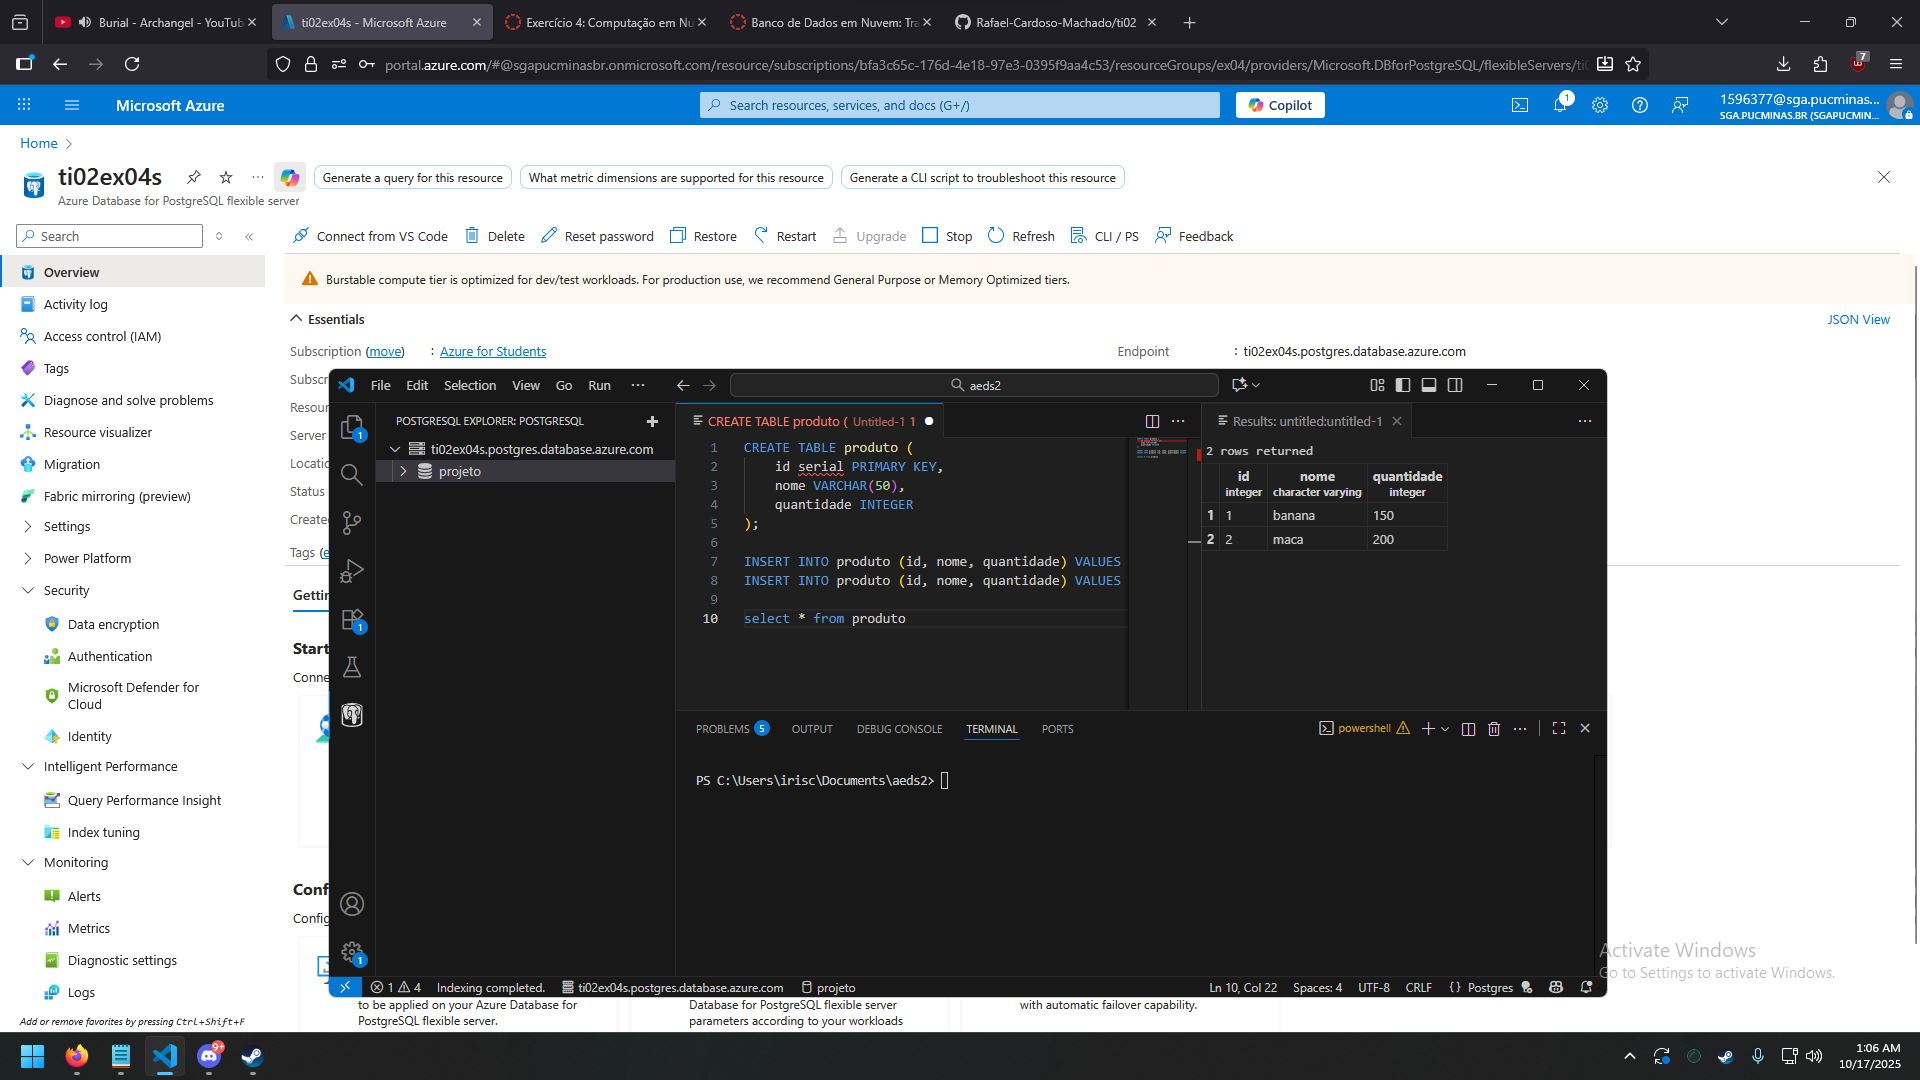 Burial - Archangel - YouTub
ti02ex04s - Microsoft Azure
Exercício 4: Computação em Nu
Banco de Dados em Nuvem: Tra
Rafael-Cardoso-Machado/ti02
portal.azure.com/#@sgapucminasbr.onmicrosoft.com/resource/subscriptions/bfa3c65c-176d-4e18-97e3-0395f9aa4c53/resourceGroups/ex04/providers/Microsoft.DBforPostgreSQL/flexibleServers/ti0
7
Microsoft Azure
Search resources, services, and docs (G+/)
Copilot
1
1596377@sga.pucminas...
SGA.PUCMINAS.BR (SGAPUCMIN...
Home
ti02ex04s
Generate a query for this resource
What metric dimensions are supported for this resource
Generate a CLI script to troubleshoot this resource
Azure Database for PostgreSQL flexible server
Search
Connect from VS Code
Delete
Reset password
Restore
Restart
Upgrade
Stop
Refresh
CLI / PS
Feedback
Burstable compute tier is optimized for dev/test workloads. For production use, we recommend General Purpose or Memory Optimized tiers.
Overview
Activity log
Access control (IAM)
Tags
Diagnose and solve problems
Resource visualizer
Migration
Fabric mirroring (preview)
Settings
Power Platform
Security
Data encryption
Authentication
Microsoft Defender for
Cloud
Identity
Intelligent Performance
Query Performance Insight
Index tuning
Monitoring
Alerts
Metrics
Diagnostic settings
Logs
Add or remove favorites by pressing Ctrl+Shift+F
Essentials
JSON View
Subscription (move) : Azure for Students
Endpoint : ti02ex04s.postgres.database.azure.com
Subscr
Resour
Server
Locatio
Status
Create
Tags (e
Gettin
Start
Conne
Conf
Config
File Edit Selection View Go Run
aeds2
POSTGRESQL EXPLORER: POSTGRESQL
1
ti02ex04s.postgres.database.azure.com
projeto
1
1
CREATE TABLE produto ( Untitled-1 1
1 CREATE TABLE produto (
2 id serial PRIMARY KEY,
3 nome VARCHAR(50),
4 quantidade INTEGER
5 );
6
7 INSERT INTO produto (id, nome, quantidade) VALUES
8 INSERT INTO produto (id, nome, quantidade) VALUES
9
10 select * from produto
Results: untitled:untitled-1
2 rows returned
id nome quantidade
integer character varying integer
1 1 banana 150
2 2 maca 200
PROBLEMS 5 OUTPUT DEBUG CONSOLE TERMINAL PORTS
powershell
PS C:\Users\irisc\Documents\aeds2>
1 4 Indexing completed. ti02ex04s.postgres.database.azure.com projeto
Ln 10, Col 22 Spaces: 4 UTF-8 CRLF {} Postgres
to be applied on your Azure Database for
PostgreSQL flexible server.
Database for PostgreSQL flexible server
parameters according to your workloads
with automatic failover capability.
Activate Windows
Go to Settings to activate Windows.
9+
1:06 AM
10/17/2025